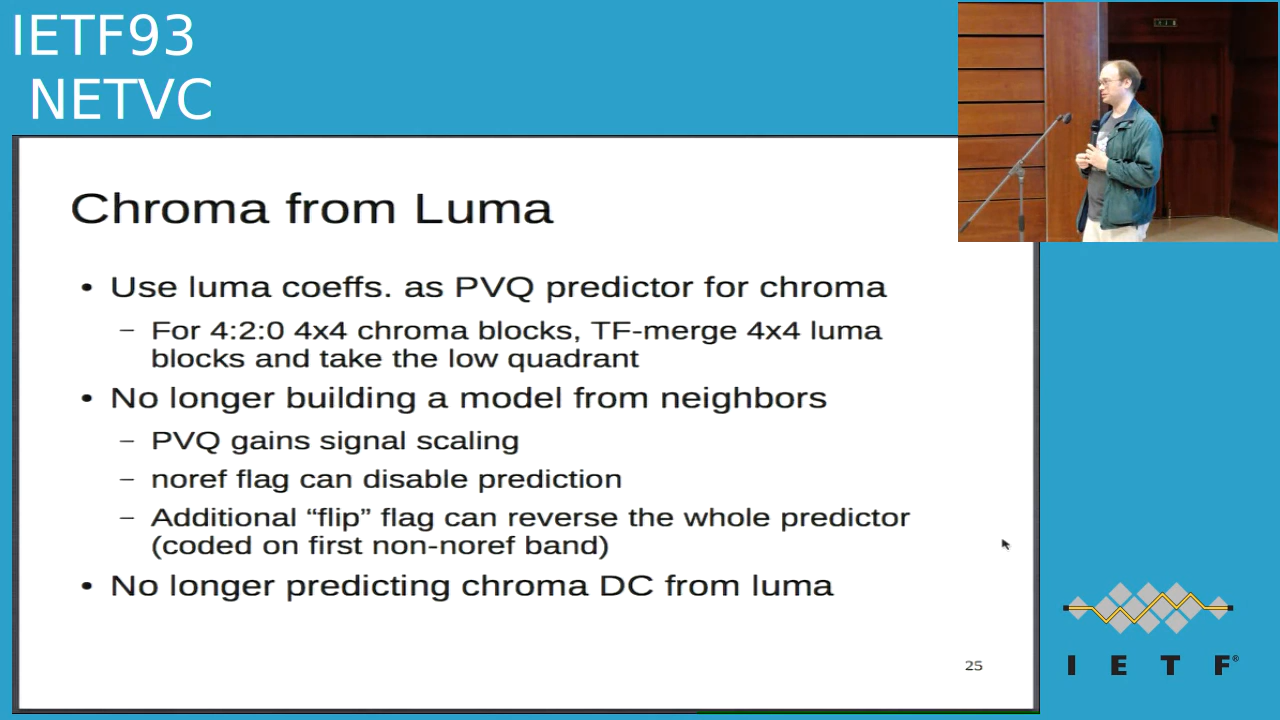 IETF93
NETVC
Chroma from Luma
• Use luma coeffs. as PVQ predictor for chroma
– For 4:2:0 4x4 chroma blocks, TF-merge 4x4 luma
blocks and take the low quadrant
• No longer building a model from neighbors
– PVQ gains signal scaling
– noref flag can disable prediction
– Additional “flip” flag can reverse the whole predictor
(coded on first non-noref band)
• No longer predicting chroma DC from luma
25
I E T F®